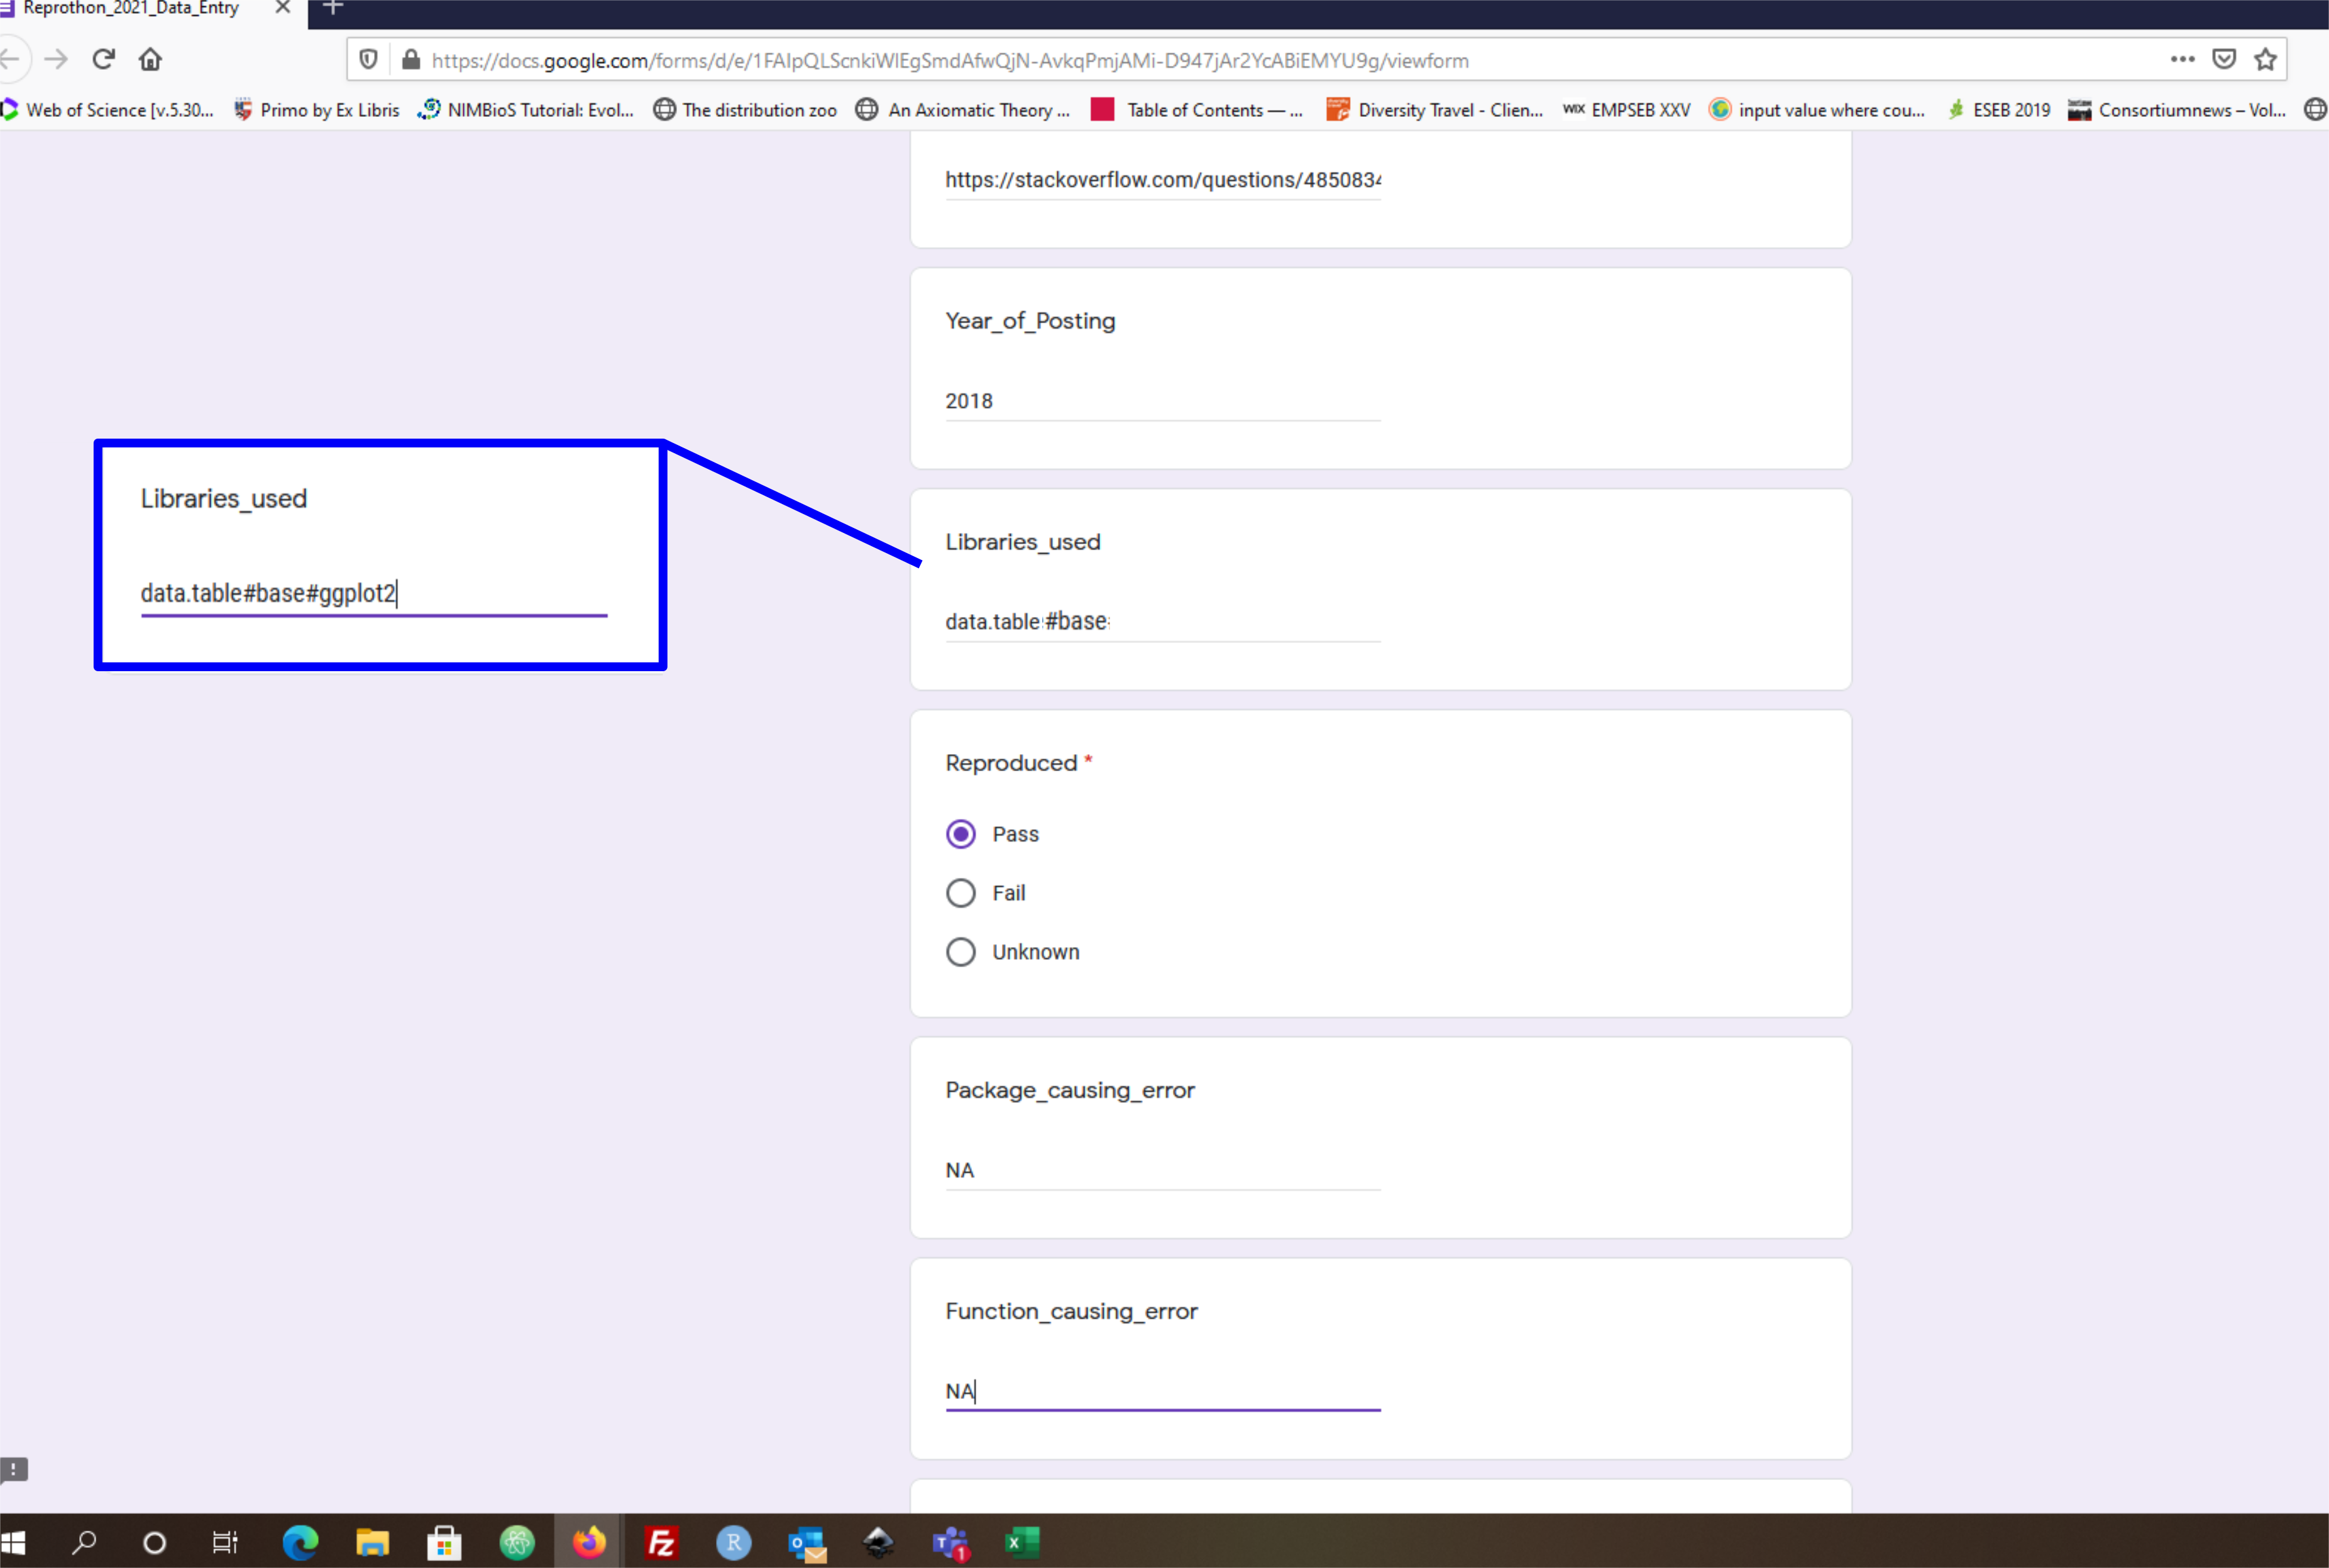 Reprothon_2021_Data_Entry
https://docs.google.com/forms/d/e/1FAIpQLScnkiWlEgSmdAfwQjN-AvkqPmjAMi-D947jAr2YcABiEMYU9g/viewform
Web of Science [v.5.30... Primo by Ex Libris NIMBioS Tutorial: Evol... The distribution zoo An Axiomatic Theory ... Table of Contents — ... Diversity Travel - Clien... WIX EMPSEB XXV input value where cou... ESEB 2019 Consortiumnews – Vol...
https://stackoverflow.com/questions/4850834
Year_of_Posting
2018
Libraries_used
data.table#base#ggplot2
Libraries_used
data.table #base
Reproduced *
Pass
Fail
Unknown
Package_causing_error
NA
Function_causing_error
NA